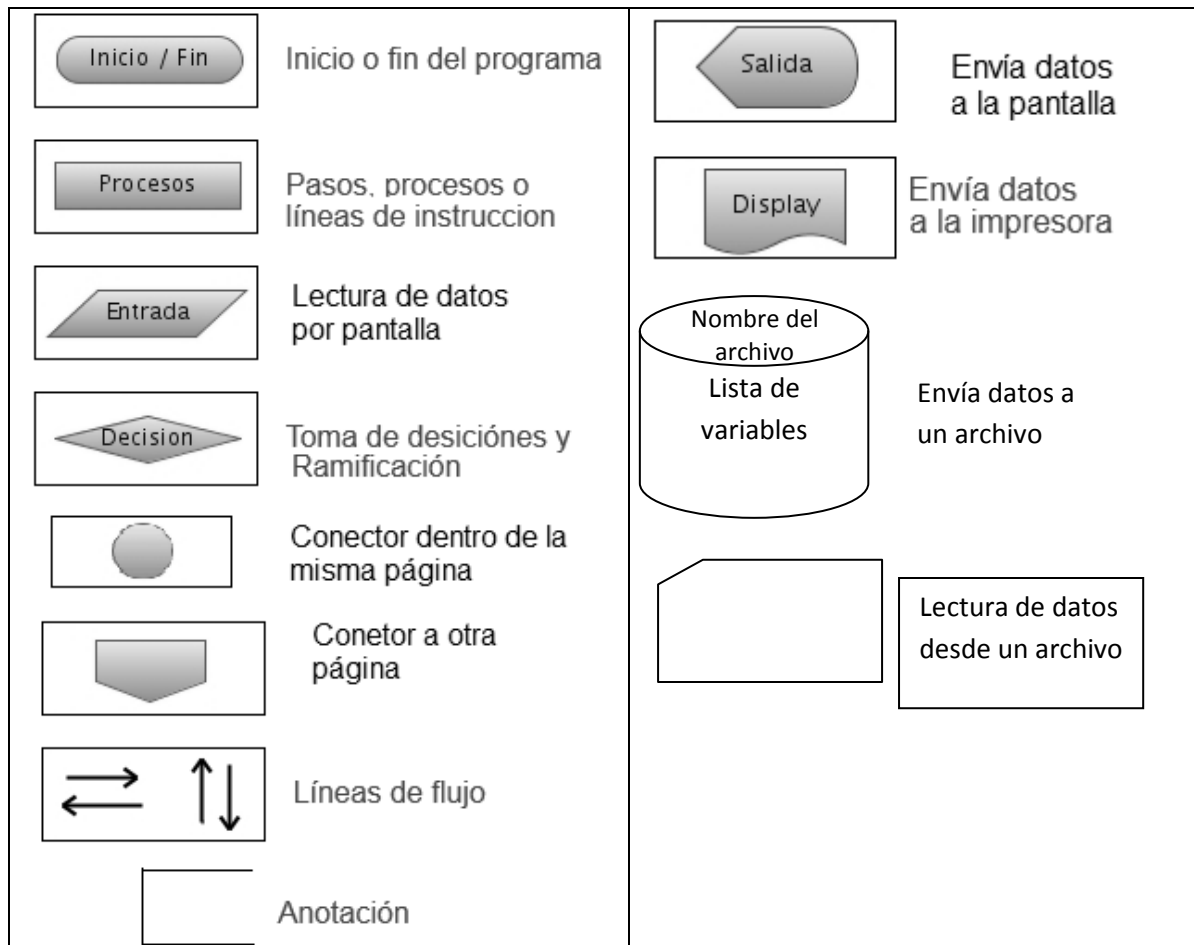 Inicio / Fin
Inicio o fin del programa
Procesos
Pasos, procesos o
líneas de instruccion
Entrada
Lectura de datos
por pantalla
Decision
Toma de desiciónes y
Ramificación
Conector dentro de la
misma página
Conetor a otra
página
Líneas de flujo
Anotación
Salida
Envía datos
a la pantalla
Display
Envía datos
a la impresora
Nombre del
archivo
Lista de
variables
Envía datos a
un archivo
Lectura de datos
desde un archivo